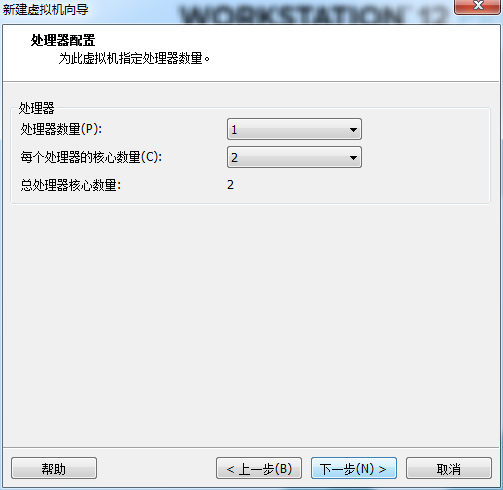 新建虚拟机向导
WORKSTATION 12
处理器配置
为此虚拟机指定处理器数量。
处理器
处理器数量(P): 1
每个处理器的核心数量(C): 2
总处理器核心数量: 2
帮助 < 上一步(B) 下一步(N) > 取消